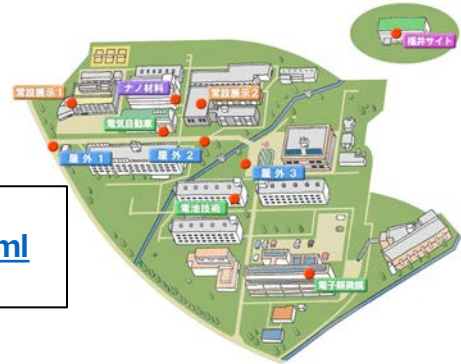 福井サイト
ナノ材料
常設展示1
常設展示2
電気自動車
屋外1
屋外2
屋外3
電池技術
電子顕微鏡
ml